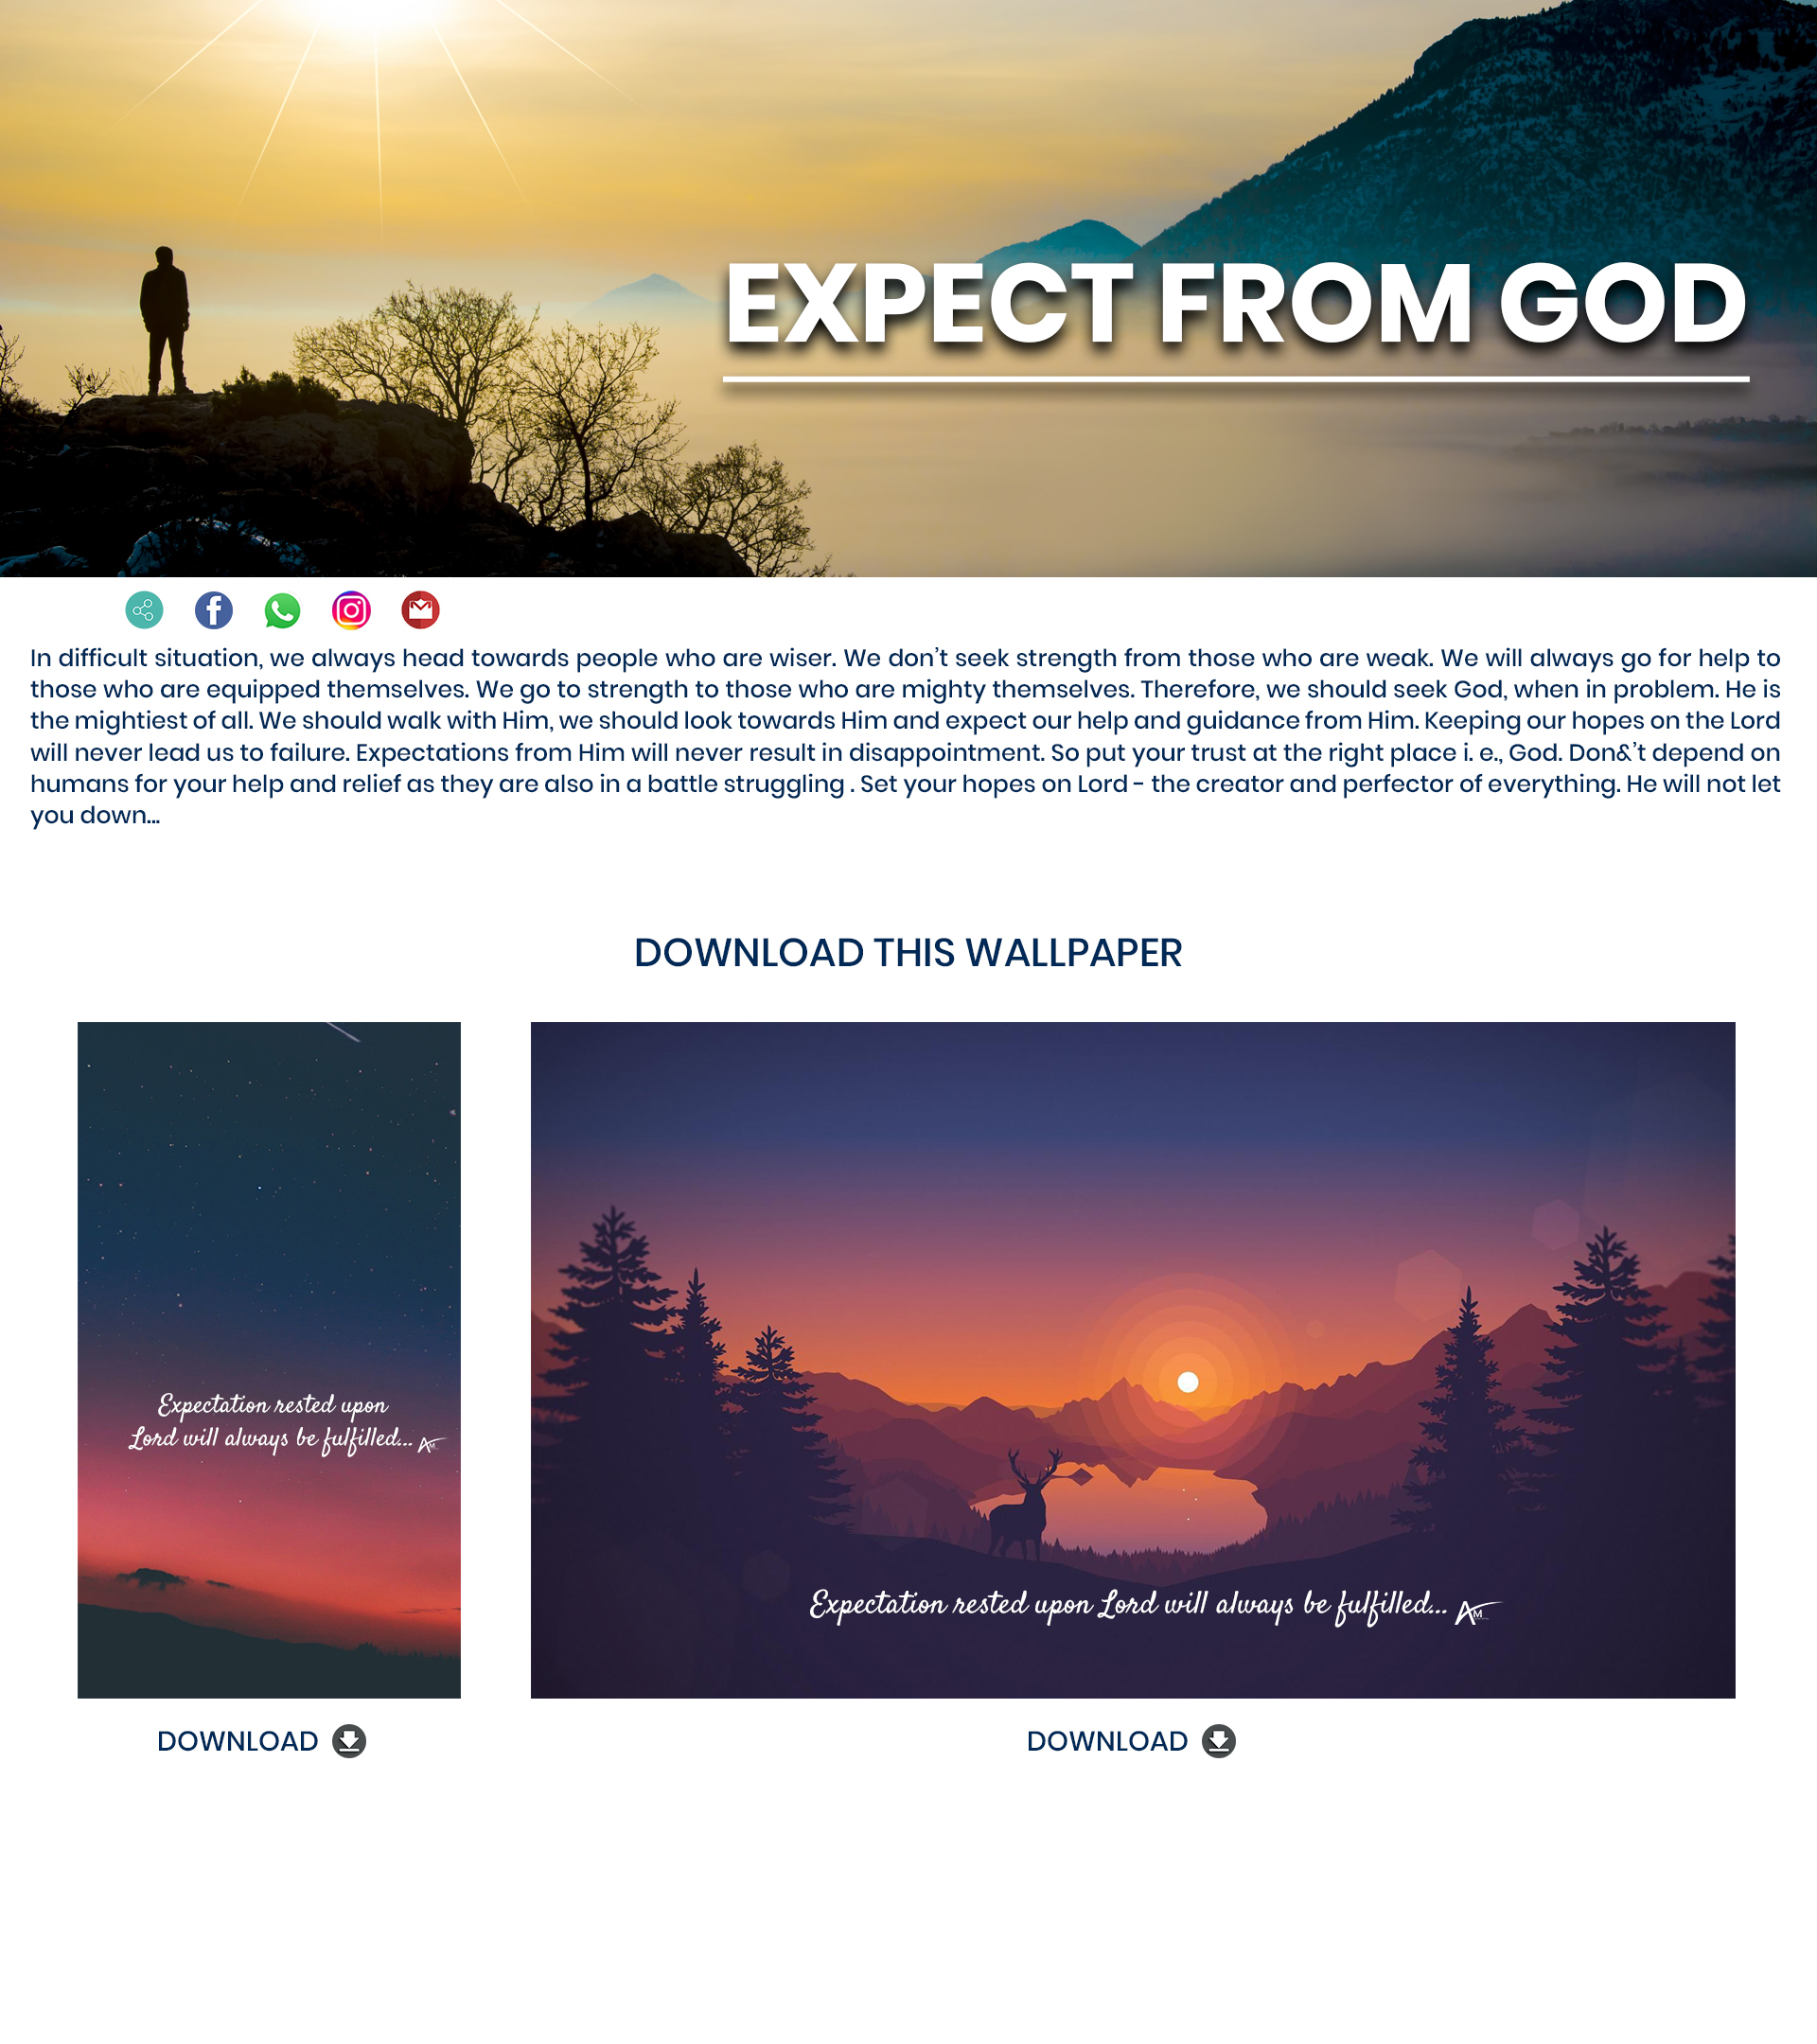 EXPECT FROM GOD
In difficult situation, we always head towards people who are wiser. We don’t seek strength from those who are weak. We will always go for help to
those who are equipped themselves. We go to strength to those who are mighty themselves. Therefore, we should seek God, when in problem. He is
the mightiest of all. We should walk with Him, we should look towards Him and expect our help and guidance from Him. Keeping our hopes on the Lord
will never lead us to failure. Expectations from Him will never result in disappointment. So put your trust at the right place i. e., God. Don&’t depend on
humans for your help and relief as they are also in a battle struggling . Set your hopes on Lord - the creator and perfector of everything. He will not let
you down...
DOWNLOAD THIS WALLPAPER
Expectation rested upon
Lord will always be fulfilled... AM
Expectation rested upon Lord will always be fulfilled... AM
DOWNLOAD
DOWNLOAD